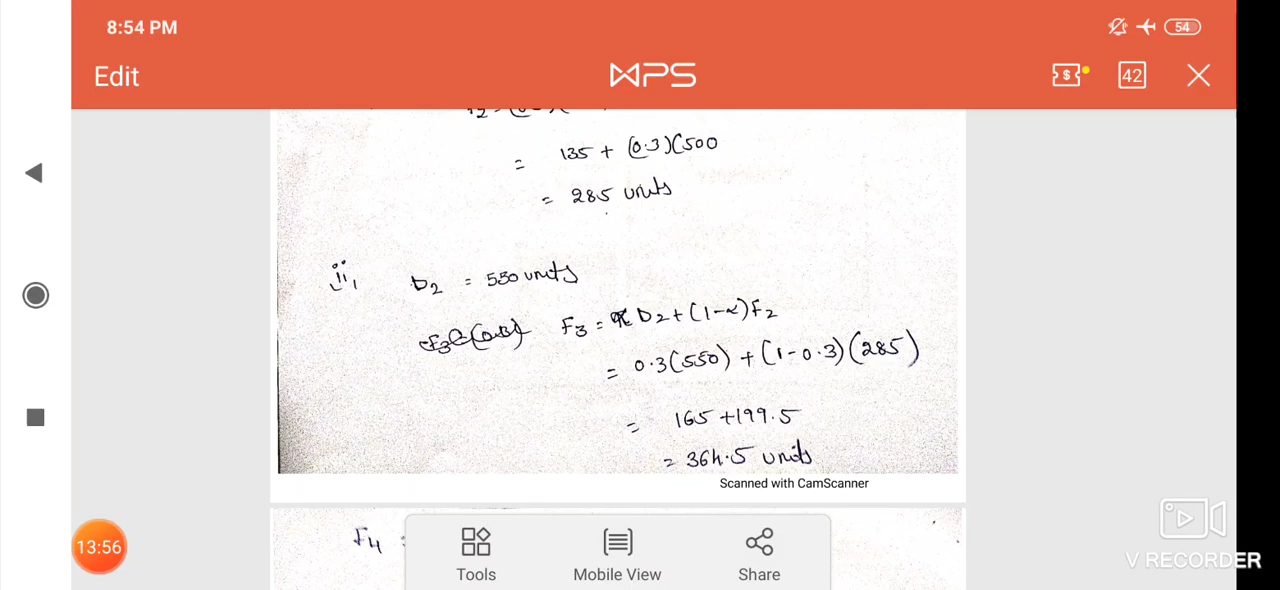 8:54 PM
54
Edit
WPS
$
42
= 135 + (0.3)(500
= 285 units
iii, D2 = 550 units
F3 = α D2 + (1-α) F2
= 0.3(550) + (1-0.3) (285)
= 165 + 199.5
= 364.5 units
Scanned with CamScanner
F4 =
Tools Mobile View Share
13:56
V RECORDER